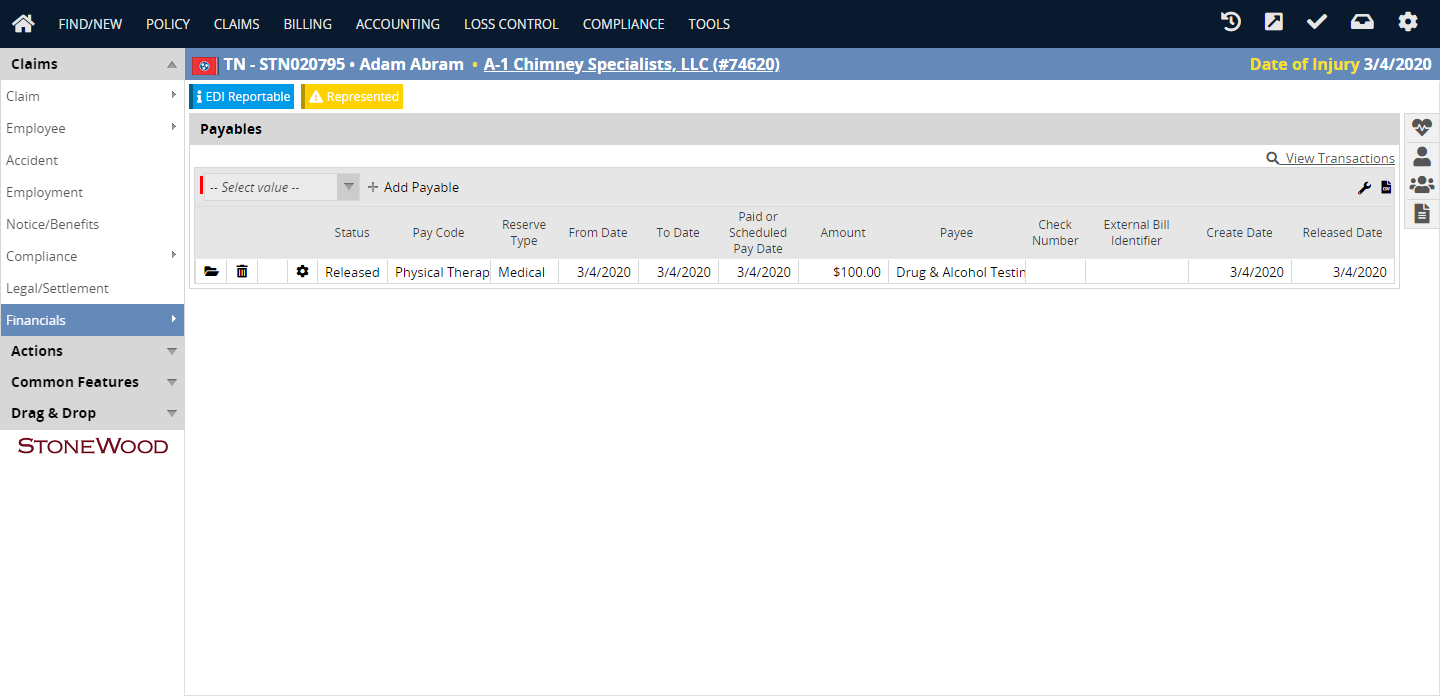 FIND/NEW POLICY CLAIMS BILLING ACCOUNTING LOSS CONTROL COMPLIANCE TOOLS
Claims
TN - STN020795 • Adam Abram • A-1 Chimney Specialists, LLC (#74620)
Date of Injury 3/4/2020
Claim
Employee
Accident
Employment
Notice/Benefits
Compliance
Legal/Settlement
Financials
Actions
Common Features
Drag & Drop
STONEWOOD
EDI Reportable Represented
Payables
View Transactions
-- Select value -- Add Payable
Status Pay Code Reserve Type From Date To Date Paid or Scheduled Pay Date Amount Payee Check Number External Bill Identifier Create Date Released Date
Released Physical Therap Medical 3/4/2020 3/4/2020 3/4/2020 $100.00 Drug & Alcohol Testin 3/4/2020 3/4/2020